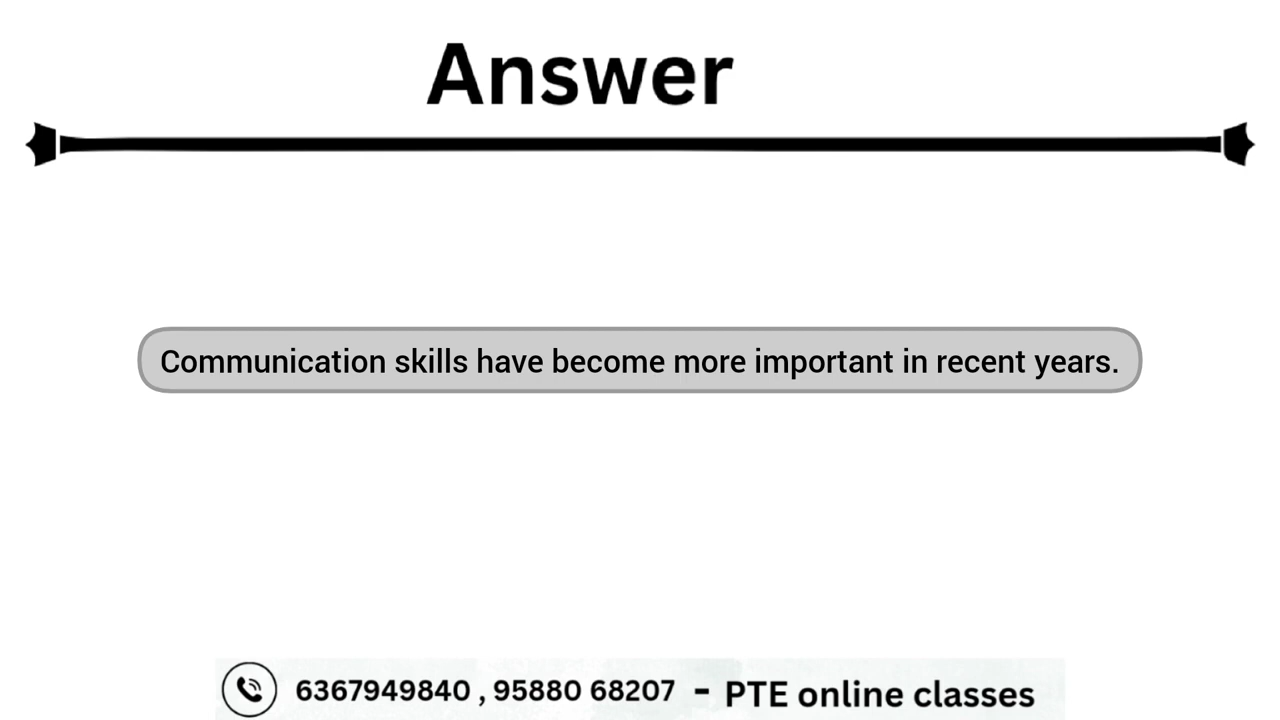 Answer
Communication skills have become more important in recent years.
6367949840 , 95880 68207 - PTE online classes